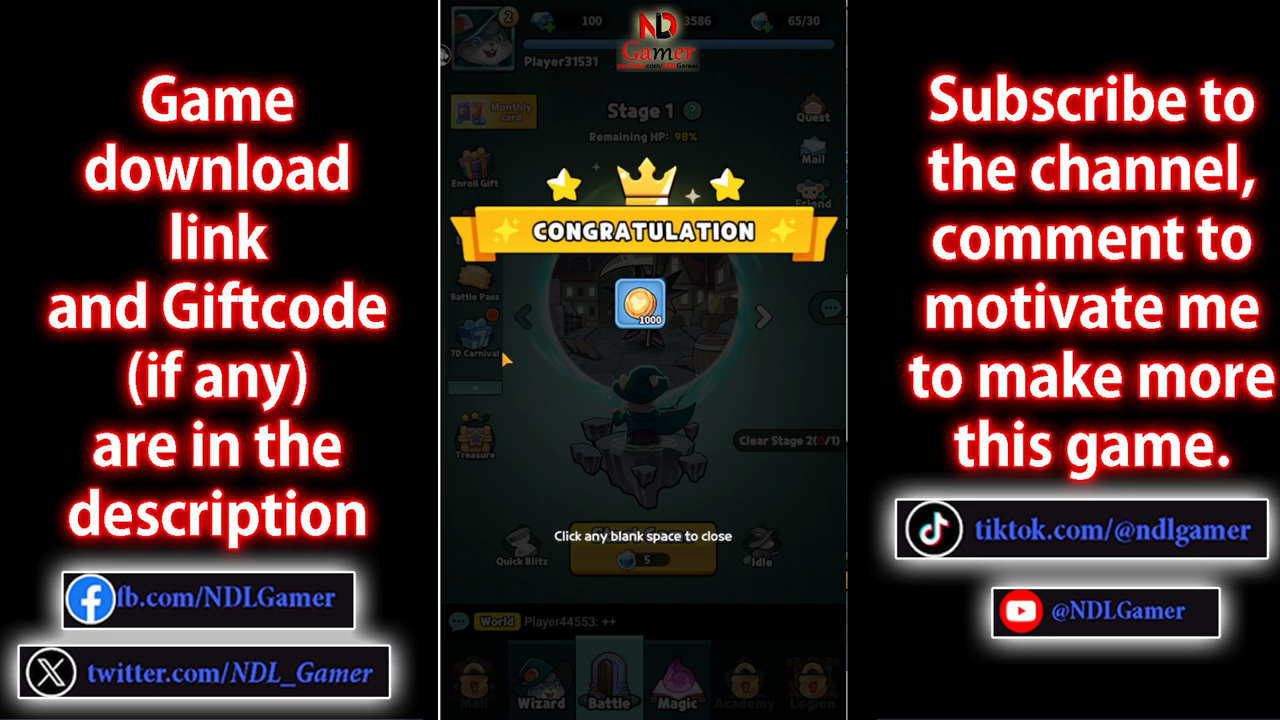 Game
download
link
and Giftcode
(if any)
are in the
description
fb.com/NDLGamer
twitter.com/NDL_Gamer
2
100
3586
65/30
NDL
Gamer
Player31531
Monthly
card
Stage 1
?
Quest
Remaining HP: 98%
Mail
Enroll Gift
Friend
CONGRATULATION
Battle Pass
1000
7D Carnival
Treasure
Clear Stage 2(0/1)
Click any blank space to close
Quick Blitz
5
Idle
World
Player44553: ++
Mall
Wizard
Battle
Magic
Academy
Legion
Subscribe to
the channel,
comment to
motivate me
to make more
this game.
tiktok.com/@ndlgamer
@NDLGamer